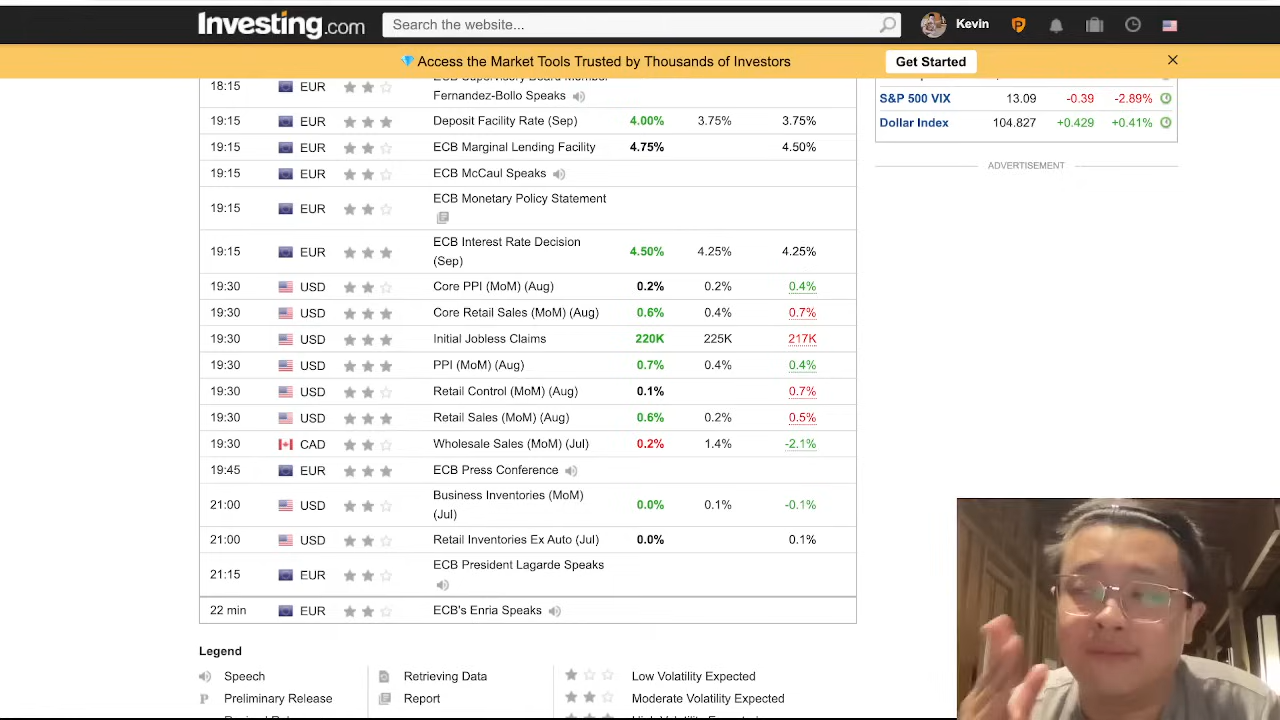 Investing.com Search the website... Kevin
💎 Access the Market Tools Trusted by Thousands of Investors Get Started
18:15 EUR ECB Supervisory Board Member
Fernandez-Bollo Speaks
19:15 EUR Deposit Facility Rate (Sep) 4.00% 3.75% 3.75%
19:15 EUR ECB Marginal Lending Facility 4.75% 4.50%
19:15 EUR ECB McCaul Speaks
19:15 EUR ECB Monetary Policy Statement
19:15 EUR ECB Interest Rate Decision
(Sep) 4.50% 4.25% 4.25%
19:30 USD Core PPI (MoM) (Aug) 0.2% 0.2% 0.4%
19:30 USD Core Retail Sales (MoM) (Aug) 0.6% 0.4% 0.7%
19:30 USD Initial Jobless Claims 220K 225K 217K
19:30 USD PPI (MoM) (Aug) 0.7% 0.4% 0.4%
19:30 USD Retail Control (MoM) (Aug) 0.1% 0.7%
19:30 USD Retail Sales (MoM) (Aug) 0.6% 0.2% 0.5%
19:30 CAD Wholesale Sales (MoM) (Jul) 0.2% 1.4% -2.1%
19:45 EUR ECB Press Conference
21:00 USD Business Inventories (MoM)
(Jul) 0.0% 0.1% -0.1%
21:00 USD Retail Inventories Ex Auto (Jul) 0.0% 0.1%
21:15 EUR ECB President Lagarde Speaks
22 min EUR ECB's Enria Speaks
S&P 500 VIX 13.09 -0.39 -2.89%
Dollar Index 104.827 +0.429 +0.41%
ADVERTISEMENT
Legend
Speech Retrieving Data Low Volatility Expected
P Preliminary Release Report Moderate Volatility Expected